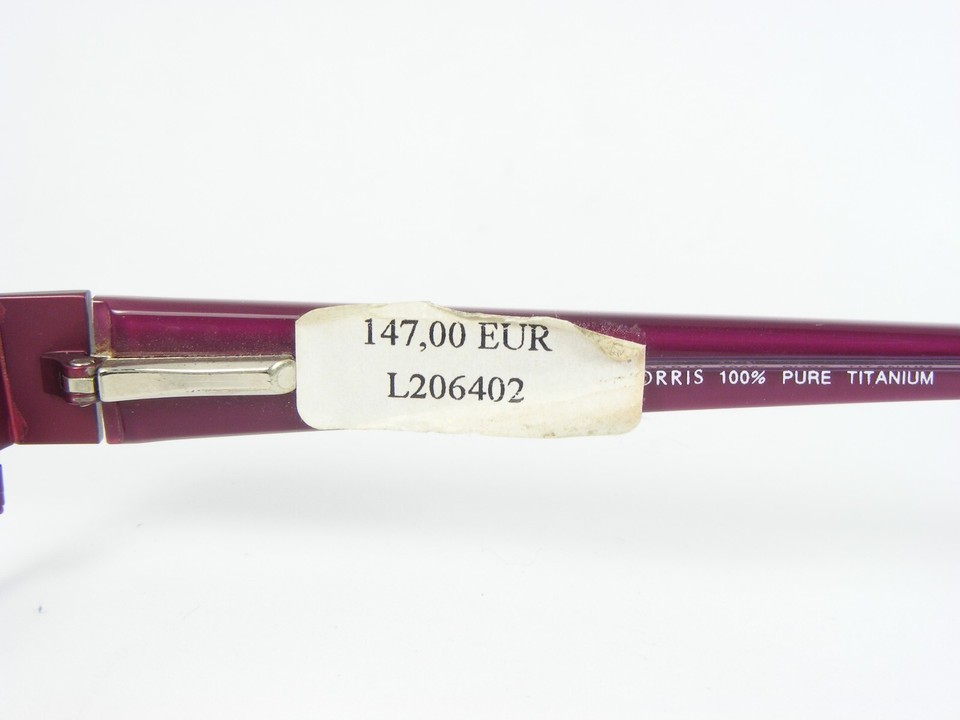 147,00 EUR
L206402
ORRIS 100% PURE TITANIUM